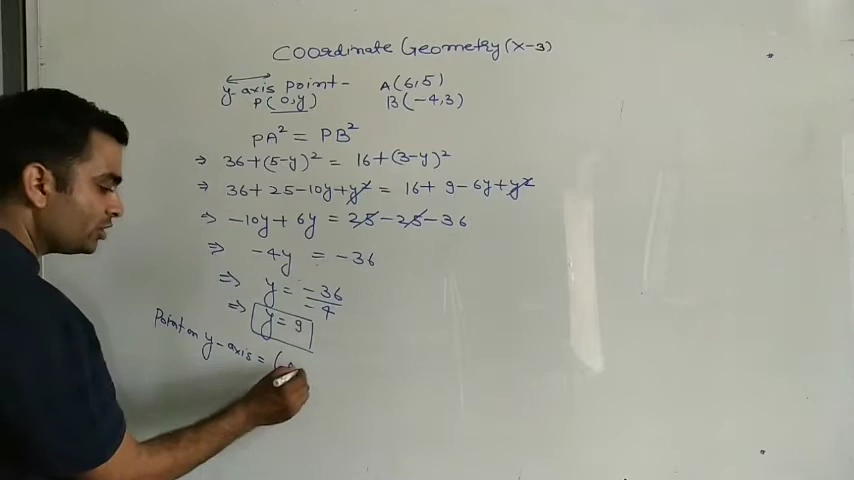 Coordinate Geometry (X-3)
y-axis point- A(6,5)
P(0,y) B(-4,3)
PA² = PB²
⇒ 36+(5-y)² = 16+(3-y)²
⇒ 36+25-10y+y² = 16+9-6y+y²
⇒ -10y+6y = 25-25-36
⇒ -4y = -36
⇒ y = -36/-4
⇒ y = 9
Point on y-axis = (